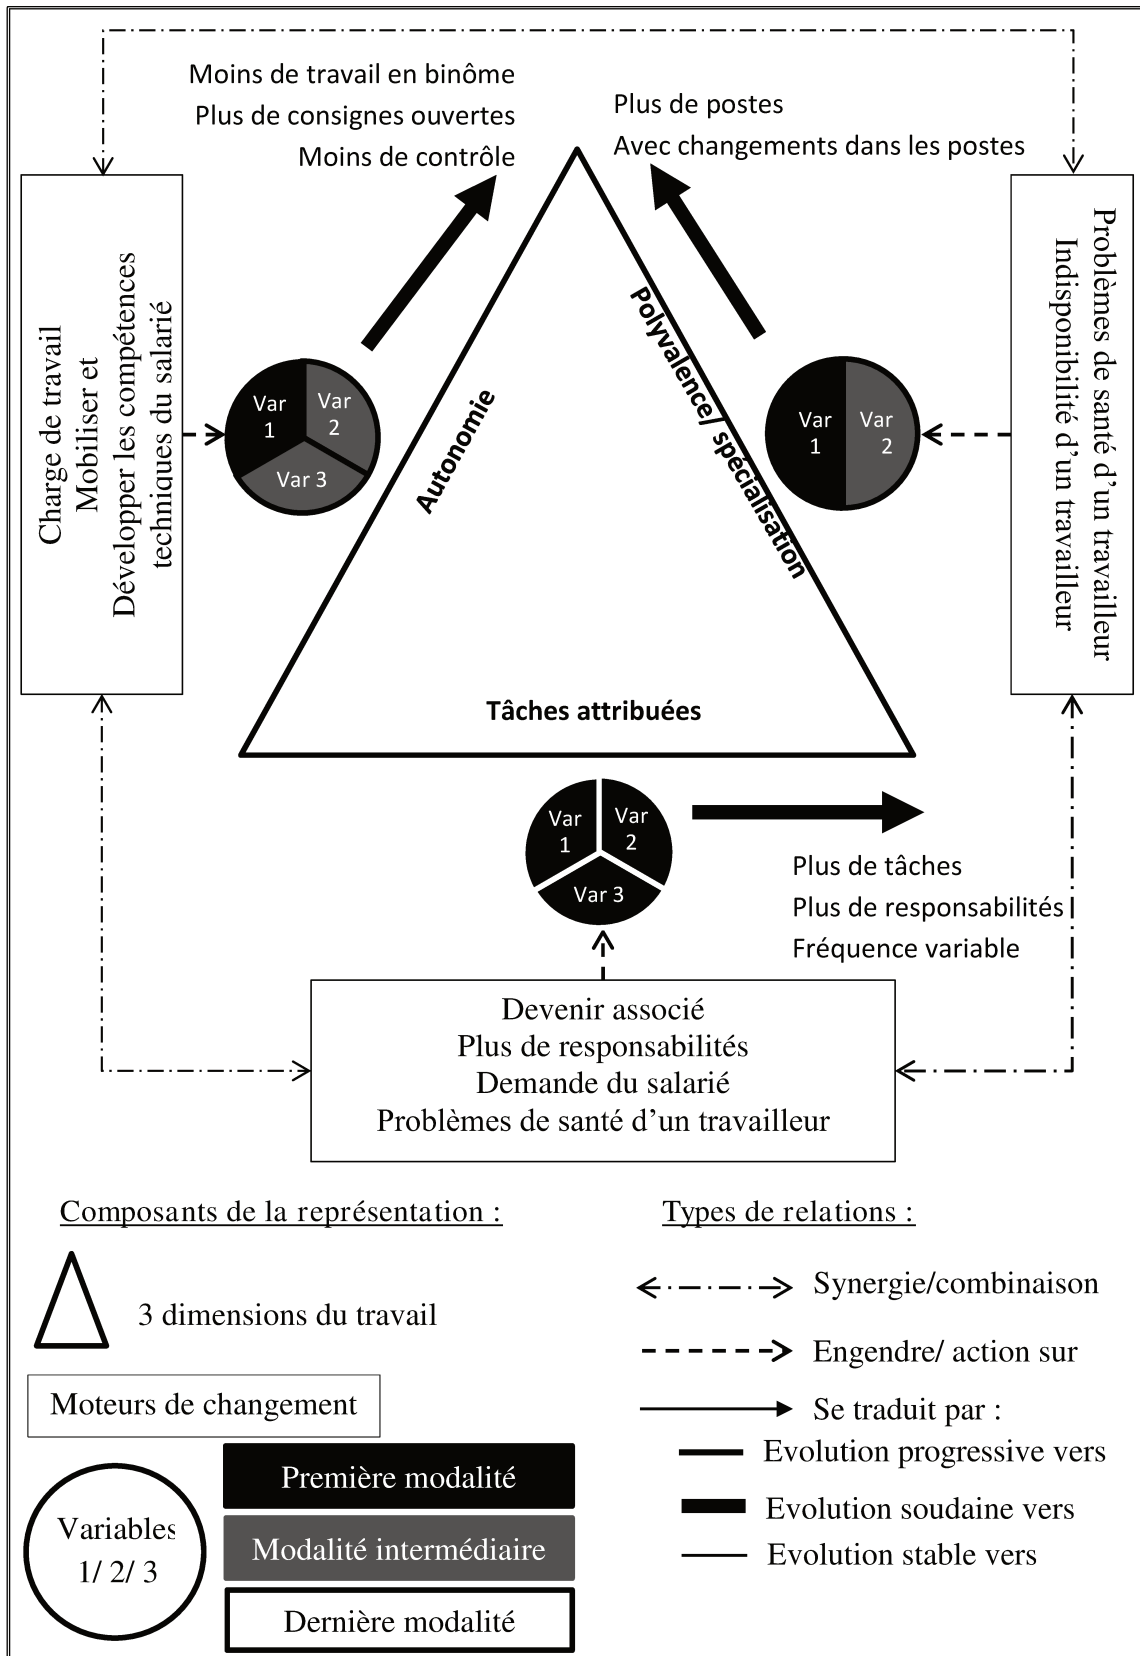 Moins de travail en binôme
Plus de consignes ouvertes
Moins de contrôle
Plus de postes
Avec changements dans les postes
Charge de travail
Mobiliser et
Développer les compétences
techniques du salarié
Var
1
Var
2
Var 3
Autonomie
Polyvalence/ spécialisation
Var
1
Var
2
Problèmes de santé d’un travailleur
Indisponibilité d’un travailleur
Tâches attribuées
Var
1
Var
2
Var 3
Plus de tâches
Plus de responsabilités
Fréquence variable
Devenir associé
Plus de responsabilités
Demande du salarié
Problèmes de santé d’un travailleur
Composants de la représentation :
3 dimensions du travail
Moteurs de changement
Variables
1/ 2/ 3
Première modalité
Modalité intermédiaire
Dernière modalité
Types de relations :
Synergie/combinaison
Engendre/ action sur
Se traduit par :
Evolution progressive vers
Evolution soudaine vers
Evolution stable vers